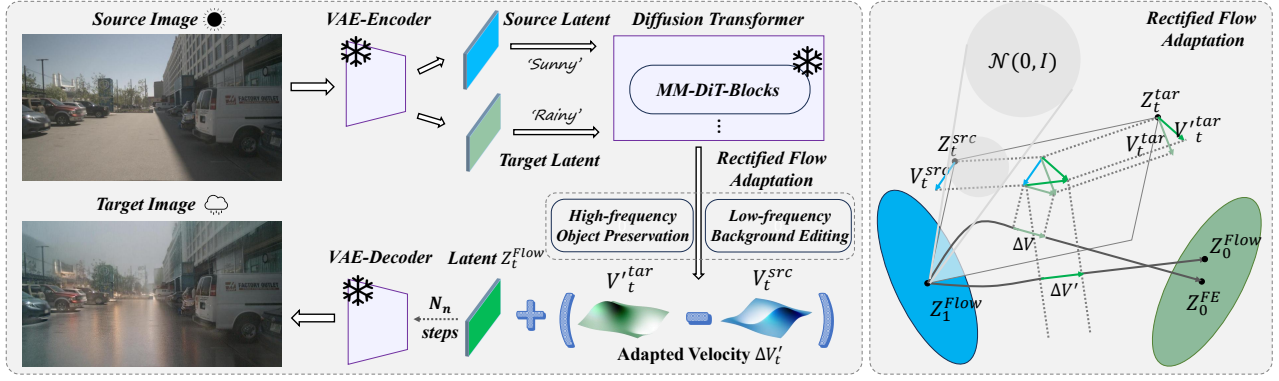 Source Image
VAE-Encoder
Source Latent
Diffusion Transformer
'Sunny'
MM-DiT-Blocks
⋮
'Rainy'
Target Latent
Rectified Flow
Adaptation
Target Image
High-frequency
Object Preservation
Low-frequency
Background Editing
VAE-Decoder
Latent Z_t^{Flow}
V'_t^{tar}
V_t^{src}
N_n
steps
Adapted Velocity ΔV'_t
Rectified Flow
Adaptation
𝒩(0, I)
Z_t^{tar}
V'_t^{tar}
V_t^{tar}
Z_t^{src}
V_t^{src}
ΔV
Z_0^{Flow}
ΔV'
Z_1^{Flow}
Z_0^{FE}